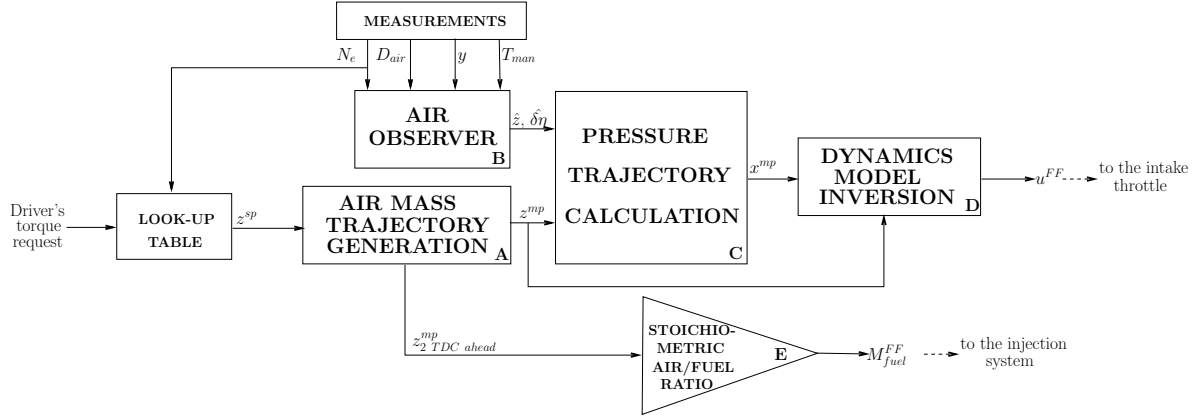 MEASUREMENTS
N_e D_air y T_man
AIR
OBSERVER
B
ẑ, δ̂η
PRESSURE
TRAJECTORY
CALCULATION
C
x^mp
DYNAMICS
MODEL
INVERSION
D
u^FF
to the intake
throttle
Driver's
torque
request
LOOK-UP
TABLE
z^sp
AIR MASS
TRAJECTORY
GENERATION
A
z^mp
z^mp_2 TDC ahead
STOICHIO-
METRIC
AIR/FUEL
RATIO
E
M^FF_fuel
to the injection
system